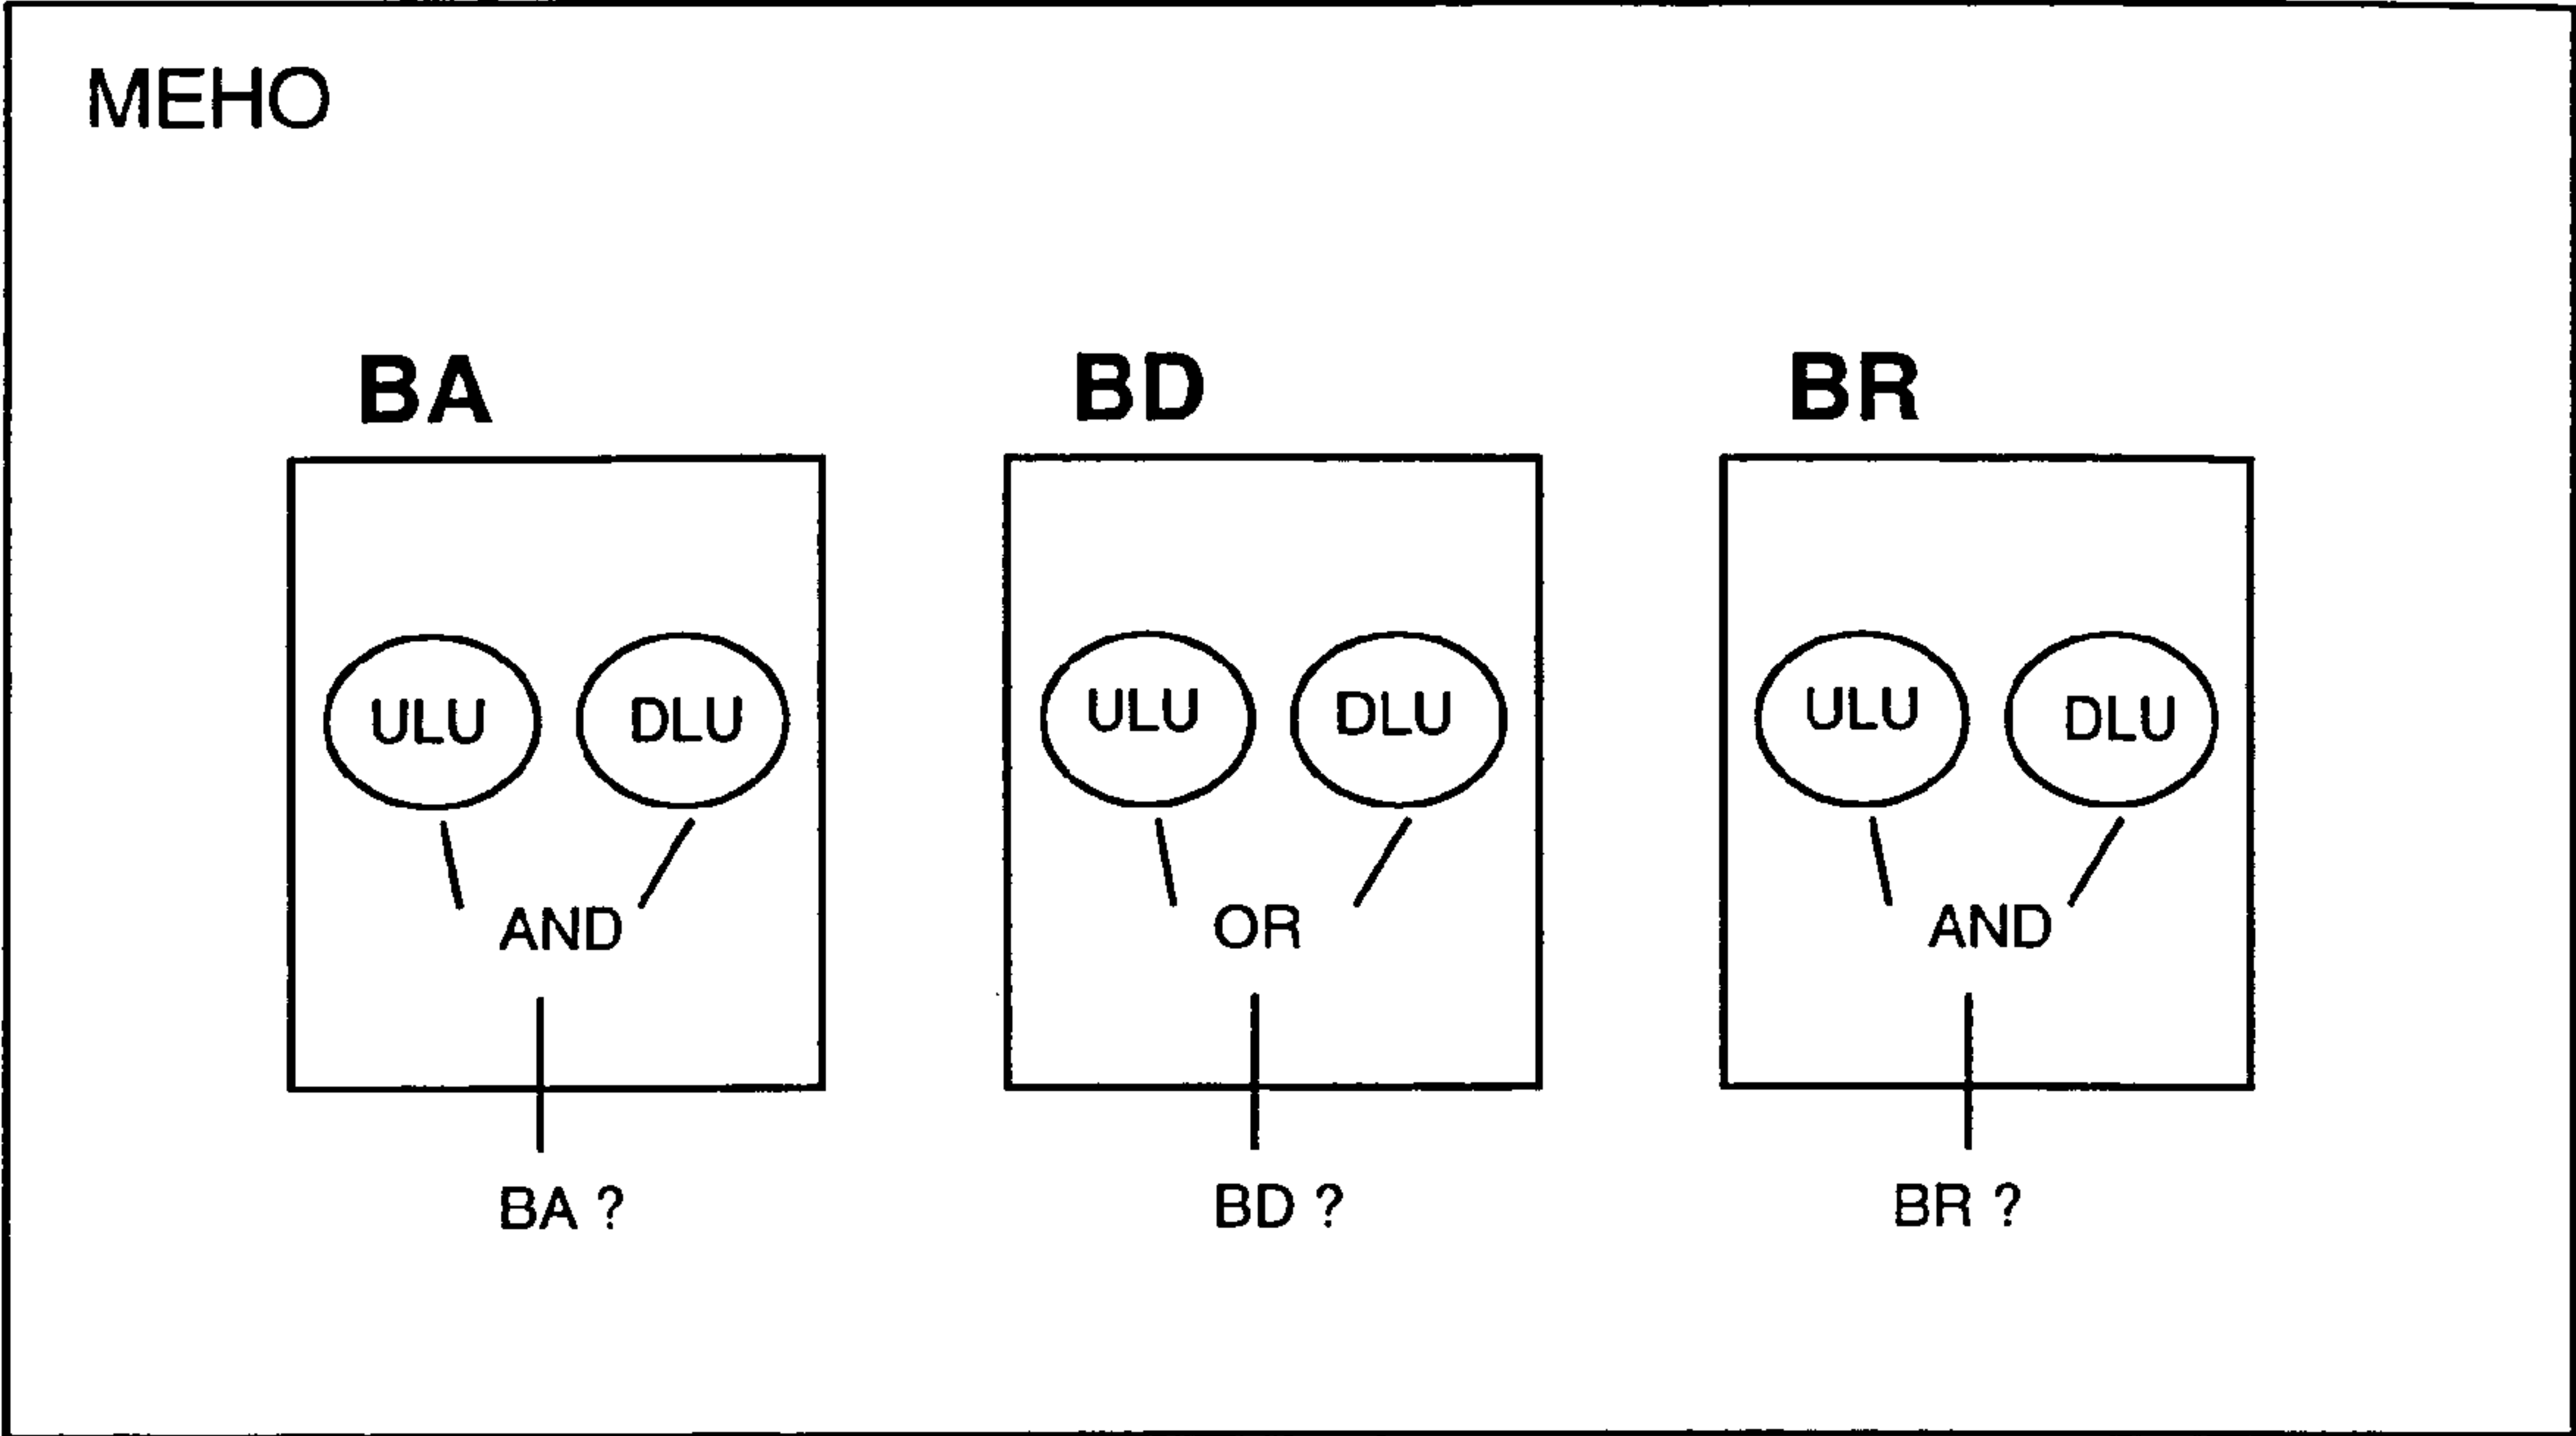 MEHO
BA BD BR
ULU DLU ULU DLU ULU DLU
AND OR AND
BA ? BD ? BR ?